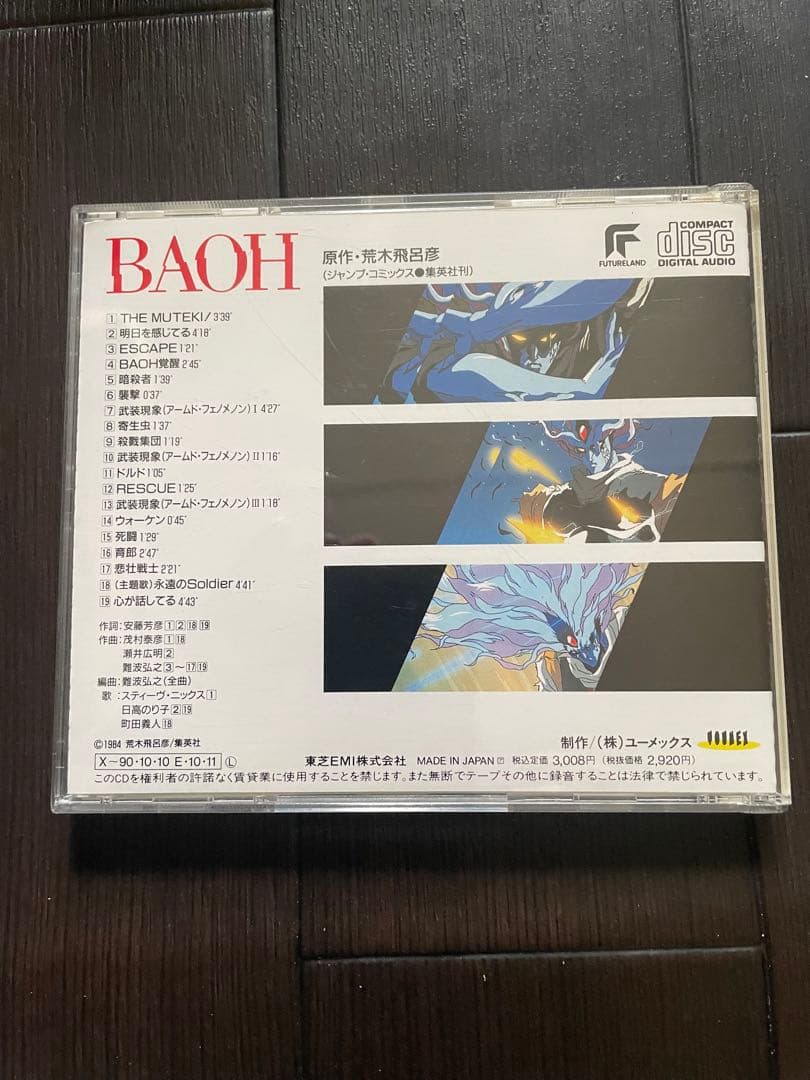 BAOH
原作・荒木飛呂彦
(ジャンプ・コミックス●集英社刊)
FUTURELAND
COMPACT
disc
DIGITAL AUDIO
1 THE MUTEKI/3'39"
2 明日を感じてる4'18"
3 ESCAPE1'21"
4 BAOH覚醒2'45"
5 暗殺者1'39"
6 襲撃0'37"
7 武装現象(アームド・フェノメノン)I 4'27"
8 寄生虫1'37"
9 殺戮集団1'19"
10 武装現象(アームド・フェノメノン)II1'16"
11 ドルド1'05"
12 RESCUE1'25"
13 武装現象(アームド・フェノメノン)III1'18"
14 ウォーケン0'45"
15 死闘1'29"
16 育郎2'47"
17 悲壮戦士2'21"
18 (主題歌)永遠のSoldier4'41"
19 心が話してる4'43"
作詞:安藤芳彦1 2 18 19
作曲:茂村泰彦1 18
瀬井広明2
難波弘之3〜17 19
編曲:難波弘之(全曲)
歌:スティーヴ・ニックス1
日高のり子2 19
町田義人18
©1984 荒木飛呂彦/集英社
制作/(株)ユーメックス
YOUMEX
X〜90・10・10 E・10・11 L
東芝EMI株式会社 MADE IN JAPAN P 税込定価 3,008円(税抜価格 2,920円)
このCDを権利者の許諾なく賃貸業に使用することを禁じます。また無断でテープその他に録音することは法律で禁じられています。